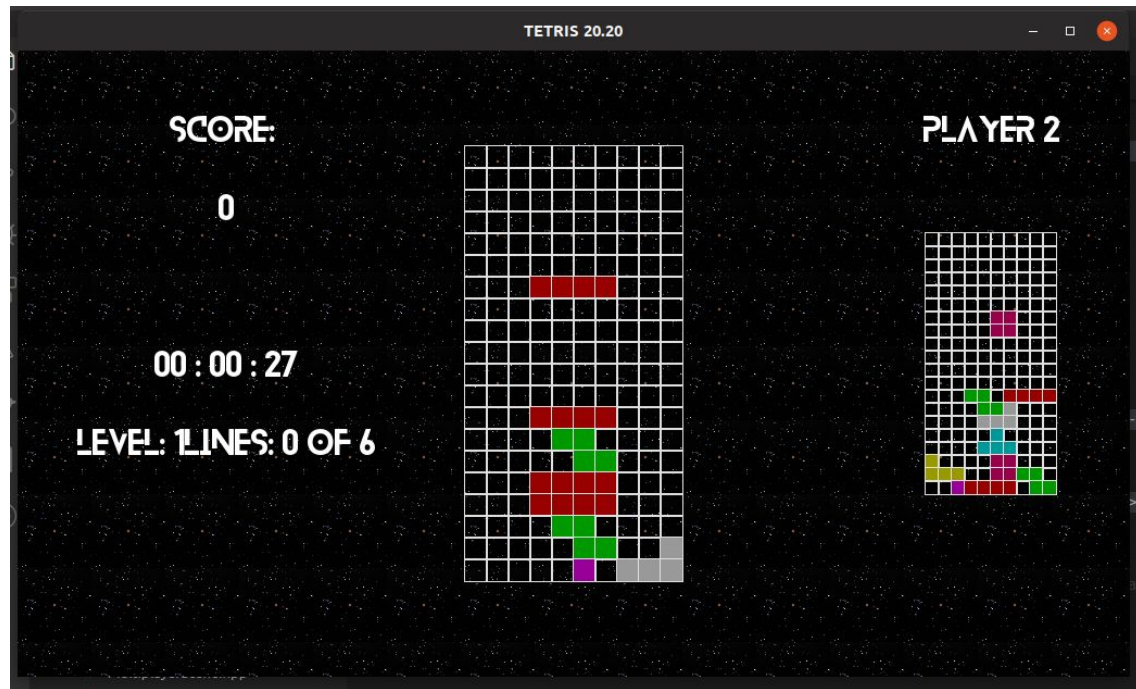 TETRIS 20.20
SCORE:
PLAYER 2
0
00 : 00 : 27
LEVEL: 1LINES: 0 OF 6